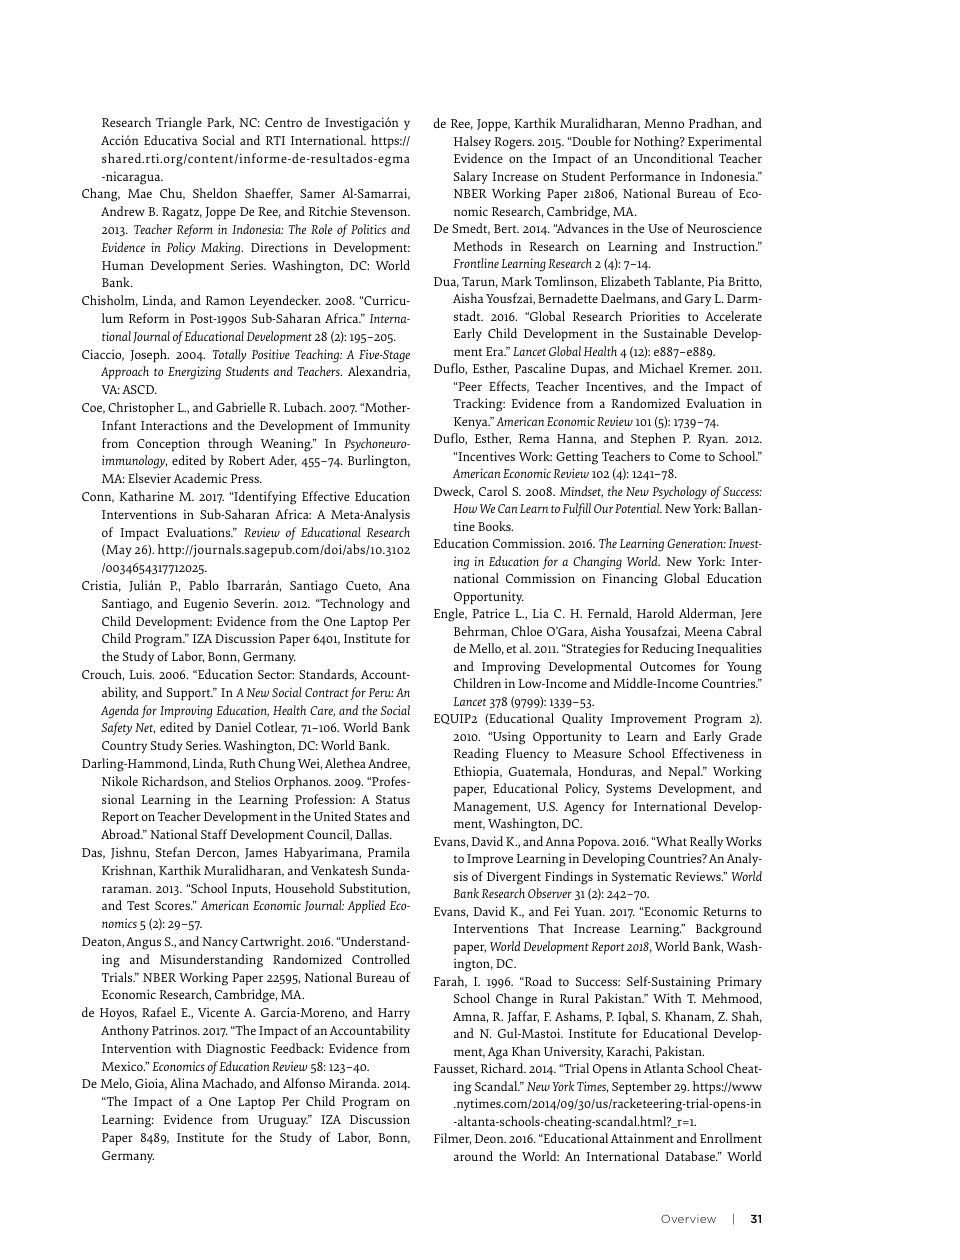 Research Triangle Park, NC: Centro de Investigación y
Acción Educativa Social and RTI International. https://
shared.rti.org/content/informe-de-resultados-egma
-nicaragua.
Chang, Mae Chu, Sheldon Shaeffer, Samer Al-Samarrai,
Andrew B. Ragatz, Joppe De Ree, and Ritchie Stevenson.
2013. Teacher Reform in Indonesia: The Role of Politics and
Evidence in Policy Making. Directions in Development:
Human Development Series. Washington, DC: World
Bank.
Chisholm, Linda, and Ramon Leyendecker. 2008. “Curricu-
lum Reform in Post-1990s Sub-Saharan Africa.” Interna-
tional Journal of Educational Development 28 (2): 195–205.
Ciaccio, Joseph. 2004. Totally Positive Teaching: A Five-Stage
Approach to Energizing Students and Teachers. Alexandria,
VA: ASCD.
Coe, Christopher L., and Gabrielle R. Lubach. 2007. “Mother-
Infant Interactions and the Development of Immunity
from Conception through Weaning.” In Psychoneuro-
immunology, edited by Robert Ader, 455–74. Burlington,
MA: Elsevier Academic Press.
Conn, Katharine M. 2017. “Identifying Effective Education
Interventions in Sub-Saharan Africa: A Meta-Analysis
of Impact Evaluations.” Review of Educational Research
(May 26). http://journals.sagepub.com/doi/abs/10.3102
/0034654317712025.
Cristia, Julián P., Pablo Ibarrarán, Santiago Cueto, Ana
Santiago, and Eugenio Severín. 2012. “Technology and
Child Development: Evidence from the One Laptop Per
Child Program.” IZA Discussion Paper 6401, Institute for
the Study of Labor, Bonn, Germany.
Crouch, Luis. 2006. “Education Sector: Standards, Account-
ability, and Support.” In A New Social Contract for Peru: An
Agenda for Improving Education, Health Care, and the Social
Safety Net, edited by Daniel Cotlear, 71–106. World Bank
Country Study Series. Washington, DC: World Bank.
Darling-Hammond, Linda, Ruth Chung Wei, Alethea Andree,
Nikole Richardson, and Stelios Orphanos. 2009. “Profes-
sional Learning in the Learning Profession: A Status
Report on Teacher Development in the United States and
Abroad.” National Staff Development Council, Dallas.
Das, Jishnu, Stefan Dercon, James Habyarimana, Pramila
Krishnan, Karthik Muralidharan, and Venkatesh Sunda-
raraman. 2013. “School Inputs, Household Substitution,
and Test Scores.” American Economic Journal: Applied Eco-
nomics 5 (2): 29–57.
Deaton, Angus S., and Nancy Cartwright. 2016. “Understand-
ing and Misunderstanding Randomized Controlled
Trials.” NBER Working Paper 22595, National Bureau of
Economic Research, Cambridge, MA.
de Hoyos, Rafael E., Vicente A. Garcia-Moreno, and Harry
Anthony Patrinos. 2017. “The Impact of an Accountability
Intervention with Diagnostic Feedback: Evidence from
Mexico.” Economics of Education Review 58: 123–40.
De Melo, Gioia, Alina Machado, and Alfonso Miranda. 2014.
“The Impact of a One Laptop Per Child Program on
Learning: Evidence from Uruguay.” IZA Discussion
Paper 8489, Institute for the Study of Labor, Bonn,
Germany.
de Ree, Joppe, Karthik Muralidharan, Menno Pradhan, and
Halsey Rogers. 2015. “Double for Nothing? Experimental
Evidence on the Impact of an Unconditional Teacher
Salary Increase on Student Performance in Indonesia.”
NBER Working Paper 21806, National Bureau of Eco-
nomic Research, Cambridge, MA.
De Smedt, Bert. 2014. “Advances in the Use of Neuroscience
Methods in Research on Learning and Instruction.”
Frontline Learning Research 2 (4): 7–14.
Dua, Tarun, Mark Tomlinson, Elizabeth Tablante, Pia Britto,
Aisha Yousfzai, Bernadette Daelmans, and Gary L. Darm-
stadt. 2016. “Global Research Priorities to Accelerate
Early Child Development in the Sustainable Develop-
ment Era.” Lancet Global Health 4 (12): e887–e889.
Duflo, Esther, Pascaline Dupas, and Michael Kremer. 2011.
“Peer Effects, Teacher Incentives, and the Impact of
Tracking: Evidence from a Randomized Evaluation in
Kenya.” American Economic Review 101 (5): 1739–74.
Duflo, Esther, Rema Hanna, and Stephen P. Ryan. 2012.
“Incentives Work: Getting Teachers to Come to School.”
American Economic Review 102 (4): 1241–78.
Dweck, Carol S. 2008. Mindset, the New Psychology of Success:
How We Can Learn to Fulfill Our Potential. New York: Ballan-
tine Books.
Education Commission. 2016. The Learning Generation: Invest-
ing in Education for a Changing World. New York: Inter-
national Commission on Financing Global Education
Opportunity.
Engle, Patrice L., Lia C. H. Fernald, Harold Alderman, Jere
Behrman, Chloe O’Gara, Aisha Yousafzai, Meena Cabral
de Mello, et al. 2011. “Strategies for Reducing Inequalities
and Improving Developmental Outcomes for Young
Children in Low-Income and Middle-Income Countries.”
Lancet 378 (9799): 1339–53.
EQUIP2 (Educational Quality Improvement Program 2).
2010. “Using Opportunity to Learn and Early Grade
Reading Fluency to Measure School Effectiveness in
Ethiopia, Guatemala, Honduras, and Nepal.” Working
paper, Educational Policy, Systems Development, and
Management, U.S. Agency for International Develop-
ment, Washington, DC.
Evans, David K., and Anna Popova. 2016. “What Really Works
to Improve Learning in Developing Countries? An Analy-
sis of Divergent Findings in Systematic Reviews.” World
Bank Research Observer 31 (2): 242–70.
Evans, David K., and Fei Yuan. 2017. “Economic Returns to
Interventions That Increase Learning.” Background
paper, World Development Report 2018, World Bank, Wash-
ington, DC.
Farah, I. 1996. “Road to Success: Self-Sustaining Primary
School Change in Rural Pakistan.” With T. Mehmood,
Amna, R. Jaffar, F. Ashams, P. Iqbal, S. Khanam, Z. Shah,
and N. Gul-Mastoi. Institute for Educational Develop-
ment, Aga Khan University, Karachi, Pakistan.
Fausset, Richard. 2014. “Trial Opens in Atlanta School Cheat-
ing Scandal.” New York Times, September 29. https://www
.nytimes.com/2014/09/30/us/racketeering-trial-opens-in
-altanta-schools-cheating-scandal.html?_r=1.
Filmer, Deon. 2016. “Educational Attainment and Enrollment
around the World: An International Database.” World
Overview | 31